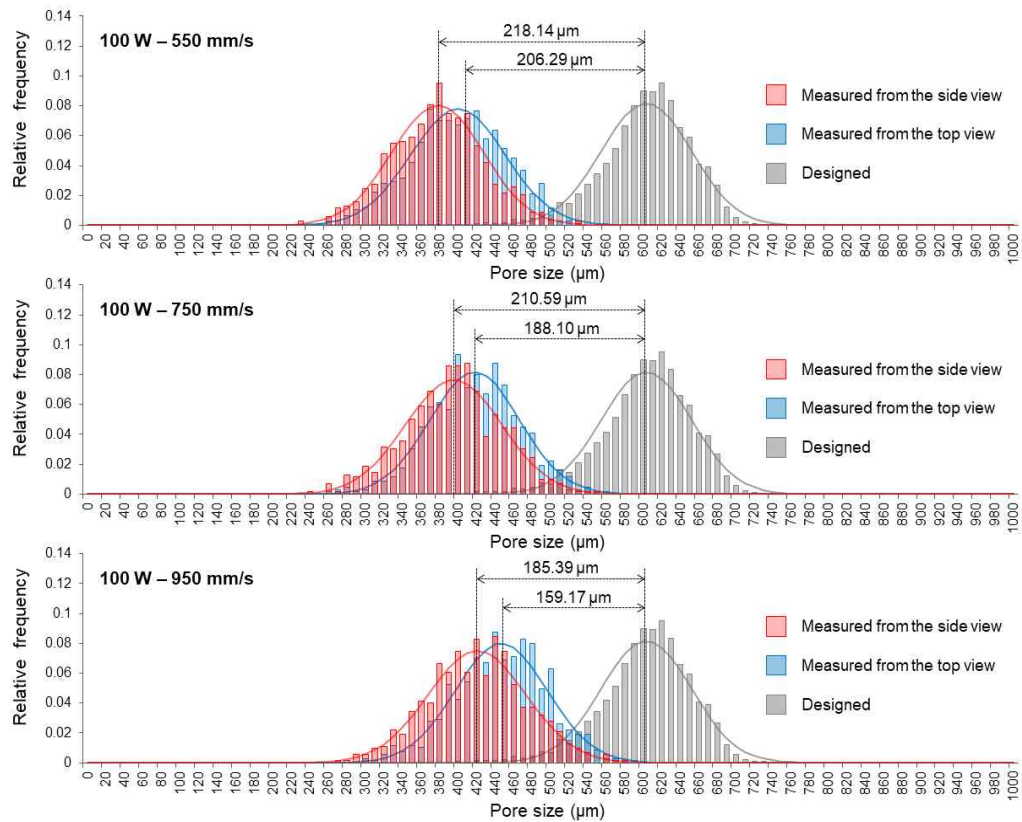 0.14
0.12
0.1
0.08
0.06
0.04
0.02
0
Relative frequency
100 W – 550 mm/s
218.14 µm
206.29 µm
Measured from the side view
Measured from the top view
Designed
0 20 40 60 80 100 120 140 160 180 200 220 240 260 280 300 320 340 360 380 400 420 440 460 480 500 520 540 560 580 600 620 640 660 680 700 720 740 760 780 800 820 840 860 880 900 920 940 960 980 1000
Pore size (µm)
0.14
0.12
0.1
0.08
0.06
0.04
0.02
0
Relative frequency
100 W – 750 mm/s
210.59 µm
188.10 µm
Measured from the side view
Measured from the top view
Designed
0 20 40 60 80 100 120 140 160 180 200 220 240 260 280 300 320 340 360 380 400 420 440 460 480 500 520 540 560 580 600 620 640 660 680 700 720 740 760 780 800 820 840 860 880 900 920 940 960 980 1000
Pore size (µm)
0.14
0.12
0.1
0.08
0.06
0.04
0.02
0
Relative frequency
100 W – 950 mm/s
185.39 µm
159.17 µm
Measured from the side view
Measured from the top view
Designed
0 20 40 60 80 100 120 140 160 180 200 220 240 260 280 300 320 340 360 380 400 420 440 460 480 500 520 540 560 580 600 620 640 660 680 700 720 740 760 780 800 820 840 860 880 900 920 940 960 980 1000
Pore size (µm)